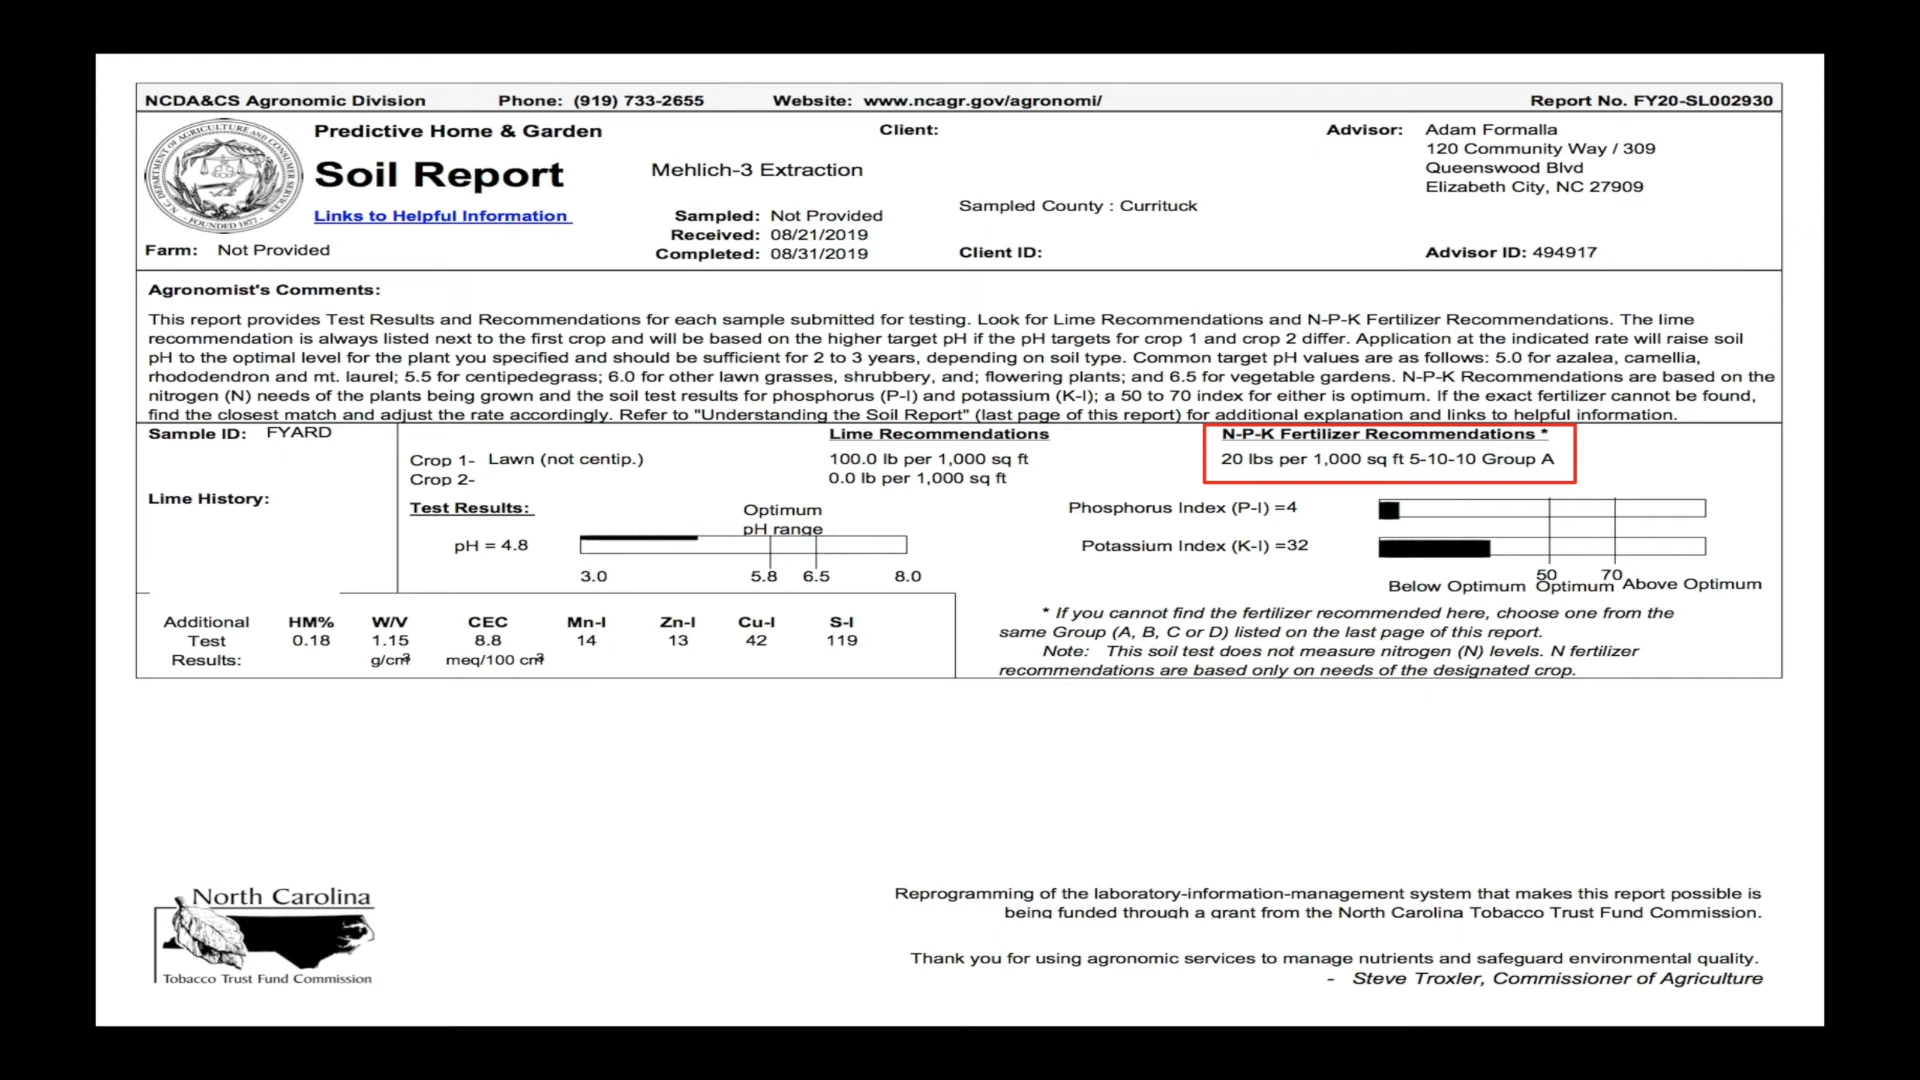 NCDA&CS Agronomic Division Phone: (919) 733-2655 Website: www.ncagr.gov/agronomi/ Report No. FY20-SL002930
Predictive Home & Garden
Soil Report
Links to Helpful Information
Farm: Not Provided
Mehlich-3 Extraction
Sampled: Not Provided
Received: 08/21/2019
Completed: 08/31/2019
Client:
Sampled County : Currituck
Client ID:
Advisor: Adam Formalla
120 Community Way / 309
Queenswood Blvd
Elizabeth City, NC 27909
Advisor ID: 494917
Agronomist's Comments:
This report provides Test Results and Recommendations for each sample submitted for testing. Look for Lime Recommendations and N-P-K Fertilizer Recommendations. The lime
recommendation is always listed next to the first crop and will be based on the higher target pH if the pH targets for crop 1 and crop 2 differ. Application at the indicated rate will raise soil
pH to the optimal level for the plant you specified and should be sufficient for 2 to 3 years, depending on soil type. Common target pH values are as follows: 5.0 for azalea, camellia,
rhododendron and mt. laurel; 5.5 for centipedegrass; 6.0 for other lawn grasses, shrubbery, and; flowering plants; and 6.5 for vegetable gardens. N-P-K Recommendations are based on the
nitrogen (N) needs of the plants being grown and the soil test results for phosphorus (P-I) and potassium (K-I); a 50 to 70 index for either is optimum. If the exact fertilizer cannot be found,
find the closest match and adjust the rate accordingly. Refer to "Understanding the Soil Report" (last page of this report) for additional explanation and links to helpful information.
Sample ID: FYARD
Lime History:
Lime Recommendations
N-P-K Fertilizer Recommendations *
Crop 1- Lawn (not centip.) 100.0 lb per 1,000 sq ft 20 lbs per 1,000 sq ft 5-10-10 Group A
Crop 2- 0.0 lb per 1,000 sq ft
Test Results:
Optimum
pH range
pH = 4.8
3.0 5.8 6.5 8.0
Phosphorus Index (P-I) =4
Potassium Index (K-I) =32
50 70
Below Optimum Optimum Above Optimum
Additional HM% W/V CEC Mn-I Zn-I Cu-I S-I
Test 0.18 1.15 8.8 14 13 42 119
Results: g/cm3 meq/100 cm3
* If you cannot find the fertilizer recommended here, choose one from the
same Group (A, B, C or D) listed on the last page of this report.
Note: This soil test does not measure nitrogen (N) levels. N fertilizer
recommendations are based only on needs of the designated crop.
North Carolina
Tobacco Trust Fund Commission
Reprogramming of the laboratory-information-management system that makes this report possible is
being funded through a grant from the North Carolina Tobacco Trust Fund Commission.
Thank you for using agronomic services to manage nutrients and safeguard environmental quality.
- Steve Troxler, Commissioner of Agriculture